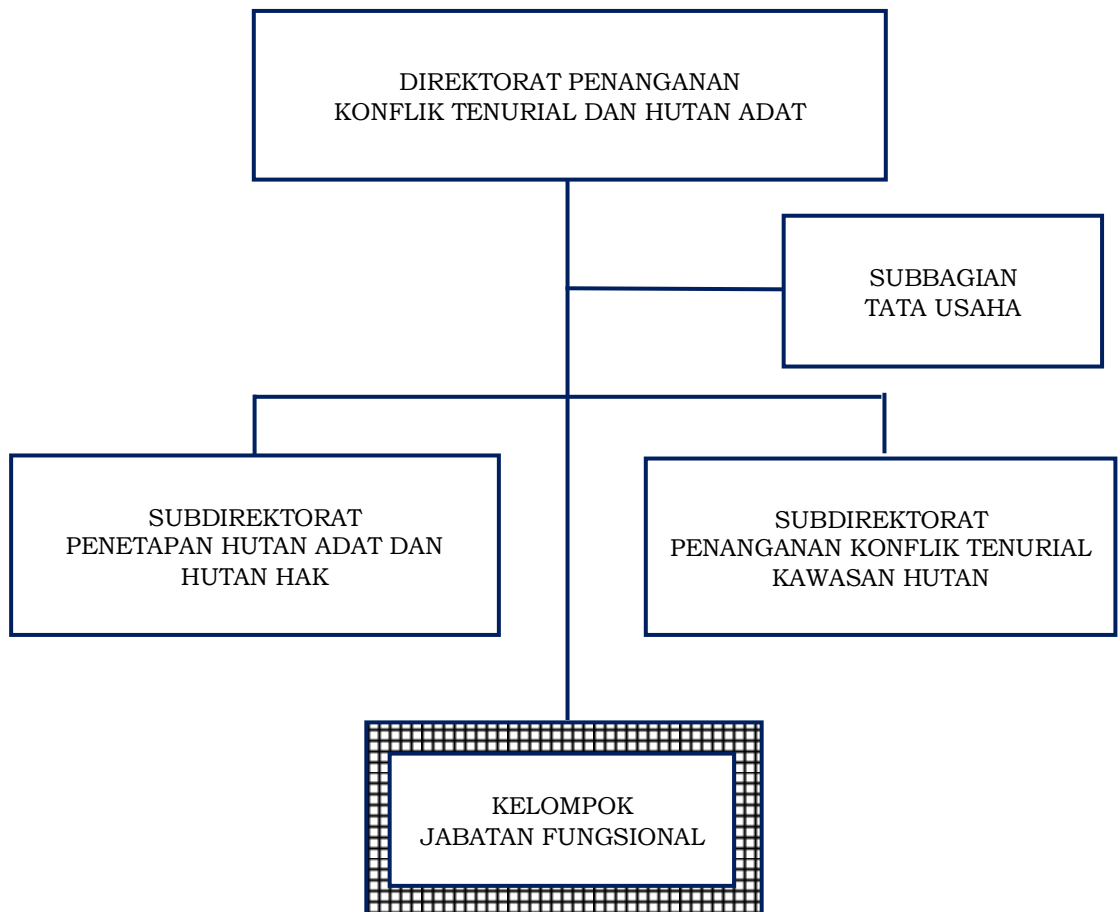 DIREKTORAT PENANGANAN
KONFLIK TENURIAL DAN HUTAN ADAT
SUBBAGIAN
TATA USAHA
SUBDIREKTORAT
PENETAPAN HUTAN ADAT DAN
HUTAN HAK
SUBDIREKTORAT
PENANGANAN KONFLIK TENURIAL
KAWASAN HUTAN
KELOMPOK
JABATAN FUNGSIONAL